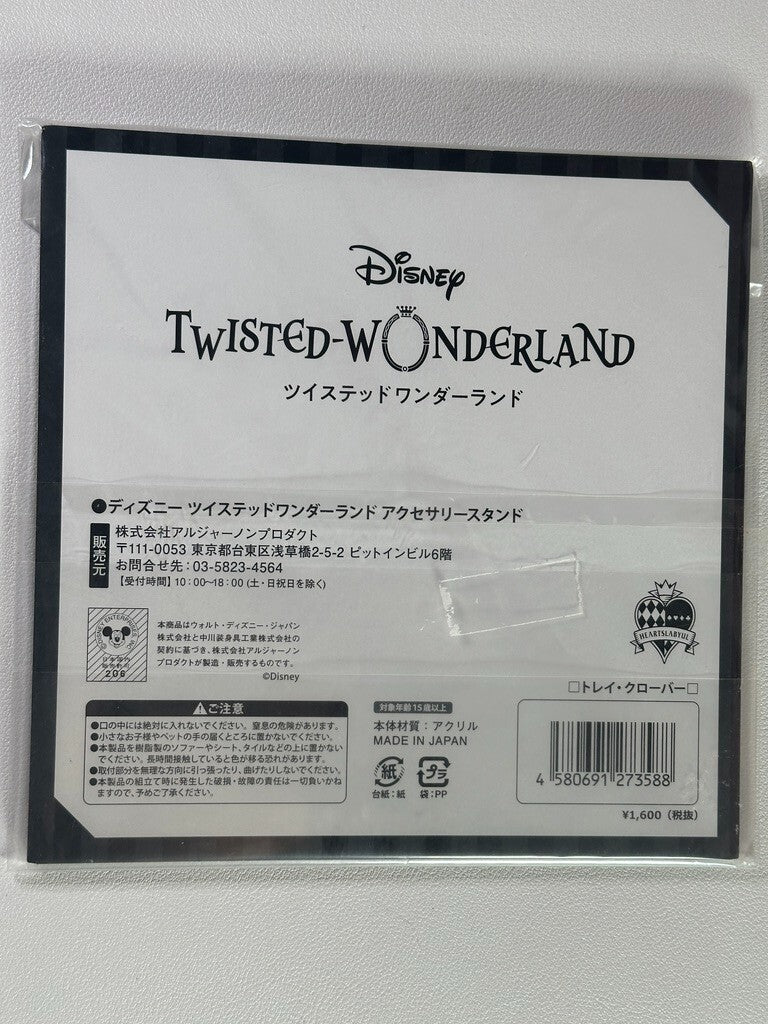 Disney
TWISTED-WONDERLAND
ツイステッドワンダーランド
●ディズニー ツイステッドワンダーランド アクセサリースタンド
販売元
株式会社アルジャーノンプロダクト
〒111-0053 東京都台東区浅草橋2-5-2 ピットインビル6階
お問合せ先：03-5823-4564
【受付時間】10：00〜18：00 (土・日祝日を除く)
DISNEY ENTERPRISES INC.
日本国内
206
本商品はウォルト・ディズニー・ジャパン
株式会社と中川装身具工業株式会社の
契約に基づき、株式会社アルジャーノン
プロダクトが製造・販売するものです。
©Disney
HEARTSLABYUL
□トレイ・クローバー□
⚠ご注意
●口の中には絶対に入れないでください。窒息の危険があります。
●小さなお子様やペットの手の届くところに置かないでください。
●本製品を樹脂製のソファーやシート、タイルなどの上に置かない
でください。長時間接触していると色が移る恐れがあります。
●取付部分を無理な方向に引っ張ったり、曲げたりしないでください。
●本製品の組立て時に発生した破損・故障の責任は一切負いかね
ますので、予めご了承ください。
対象年齢15歳以上
本体材質：アクリル
MADE IN JAPAN
紙
台紙：紙
プラ
袋：PP
4 580691 273588
¥1,600（税抜）